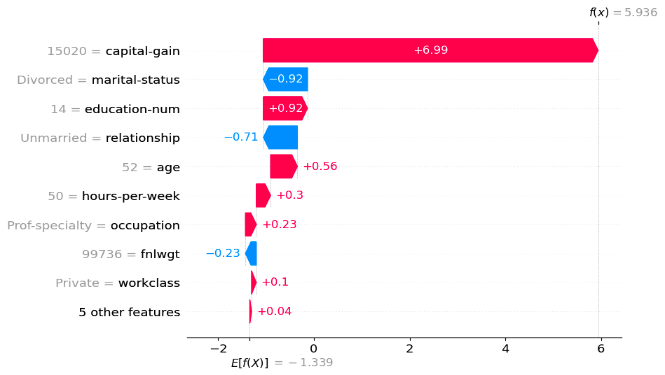 f(x) = 5.936
15020 = capital-gain +6.99
Divorced = marital-status −0.92
14 = education-num +0.92
Unmarried = relationship −0.71
52 = age +0.56
50 = hours-per-week +0.3
Prof-specialty = occupation +0.23
99736 = fnlwgt −0.23
Private = workclass +0.1
5 other features +0.04
−2 0 2 4 6
E[f(X)] = −1.339